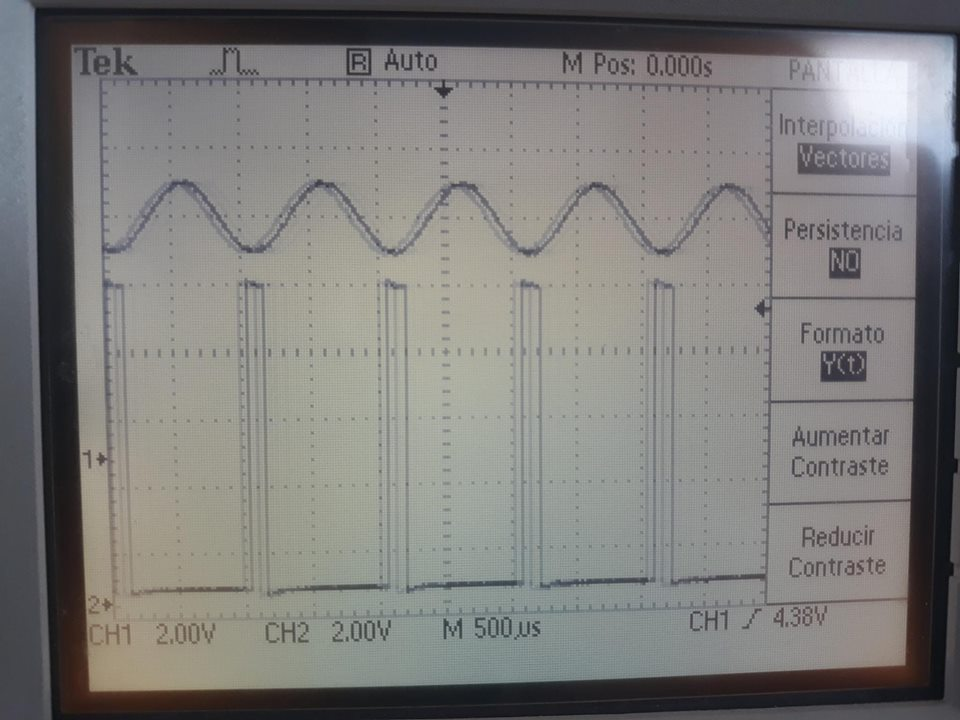 Tek R Auto M Pos: 0.000s
Interpolación
Vectores
Persistencia
NO
Formato
Y(t)
1
Aumentar
Contraste
Reducir
Contraste
2
CH1 2.00V CH2 2.00V M 500µs CH1 4.38V